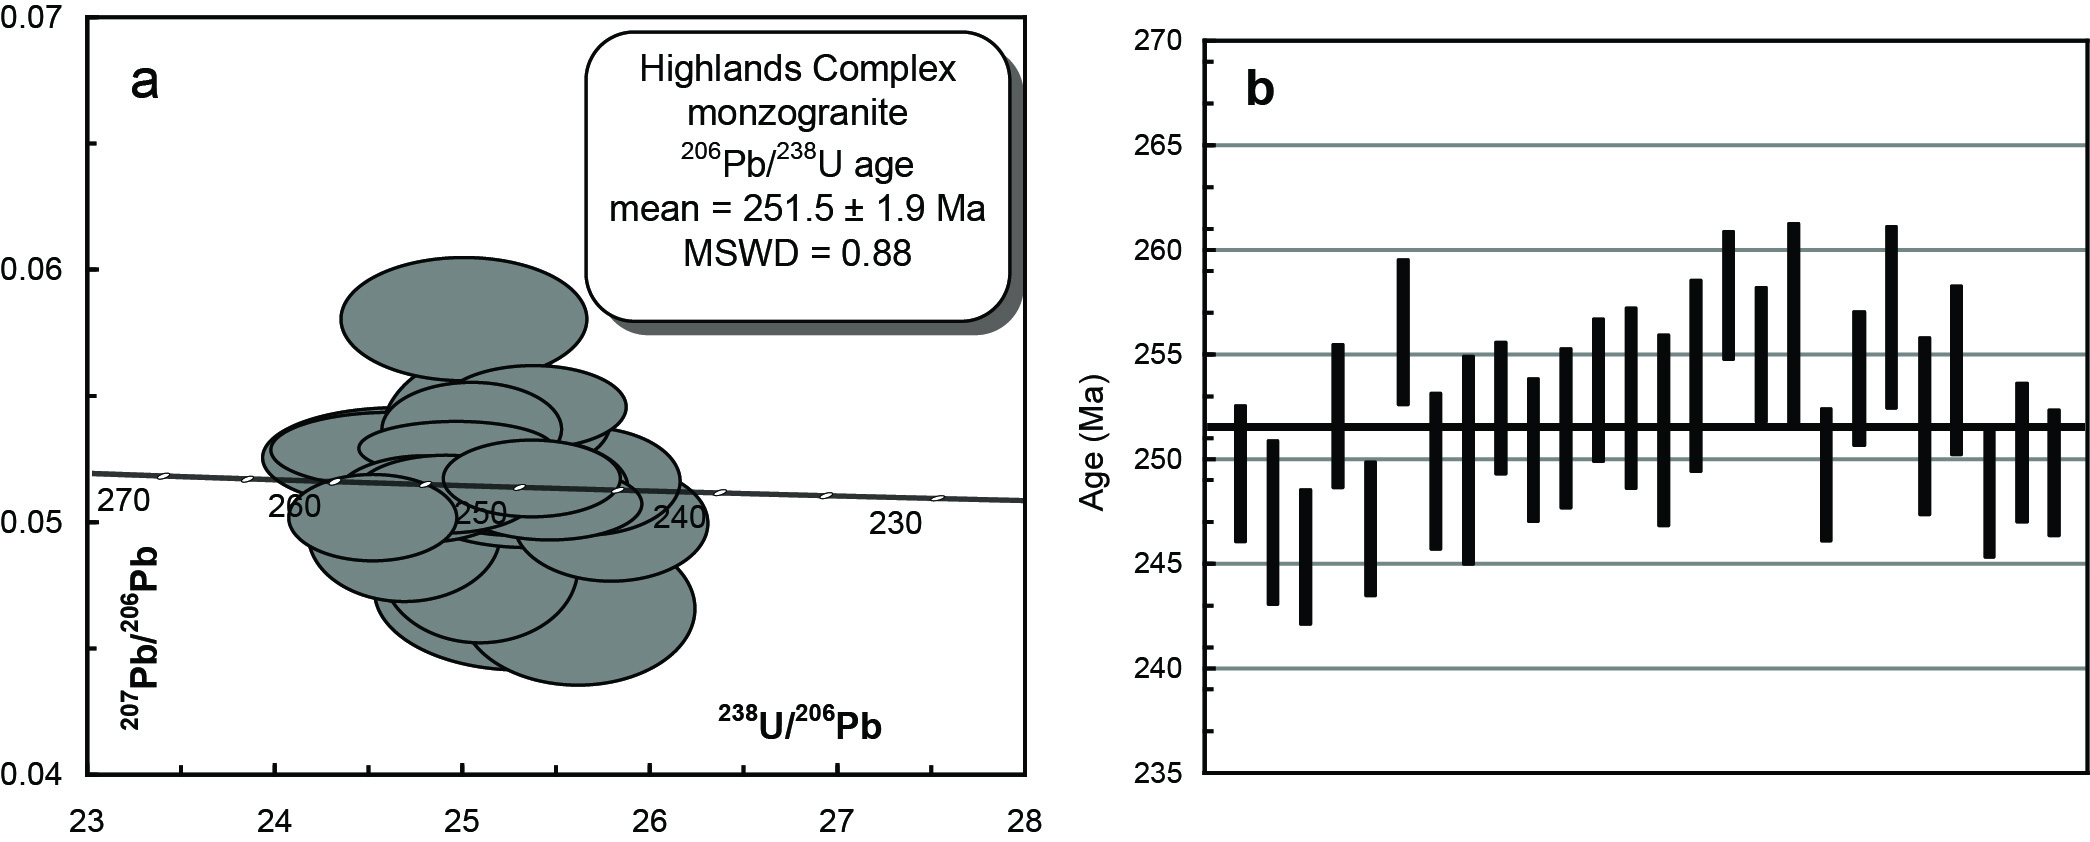 0.07
0.06
0.05
0.04
a
Highlands Complex
monzogranite
²⁰⁶Pb/²³⁸U age
mean = 251.5 ± 1.9 Ma
MSWD = 0.88
270
260
250
240
230
²⁰⁷Pb/²⁰⁶Pb
²³⁸U/²⁰⁶Pb
23
24
25
26
27
28
b
270
265
260
255
250
245
240
235
Age (Ma)